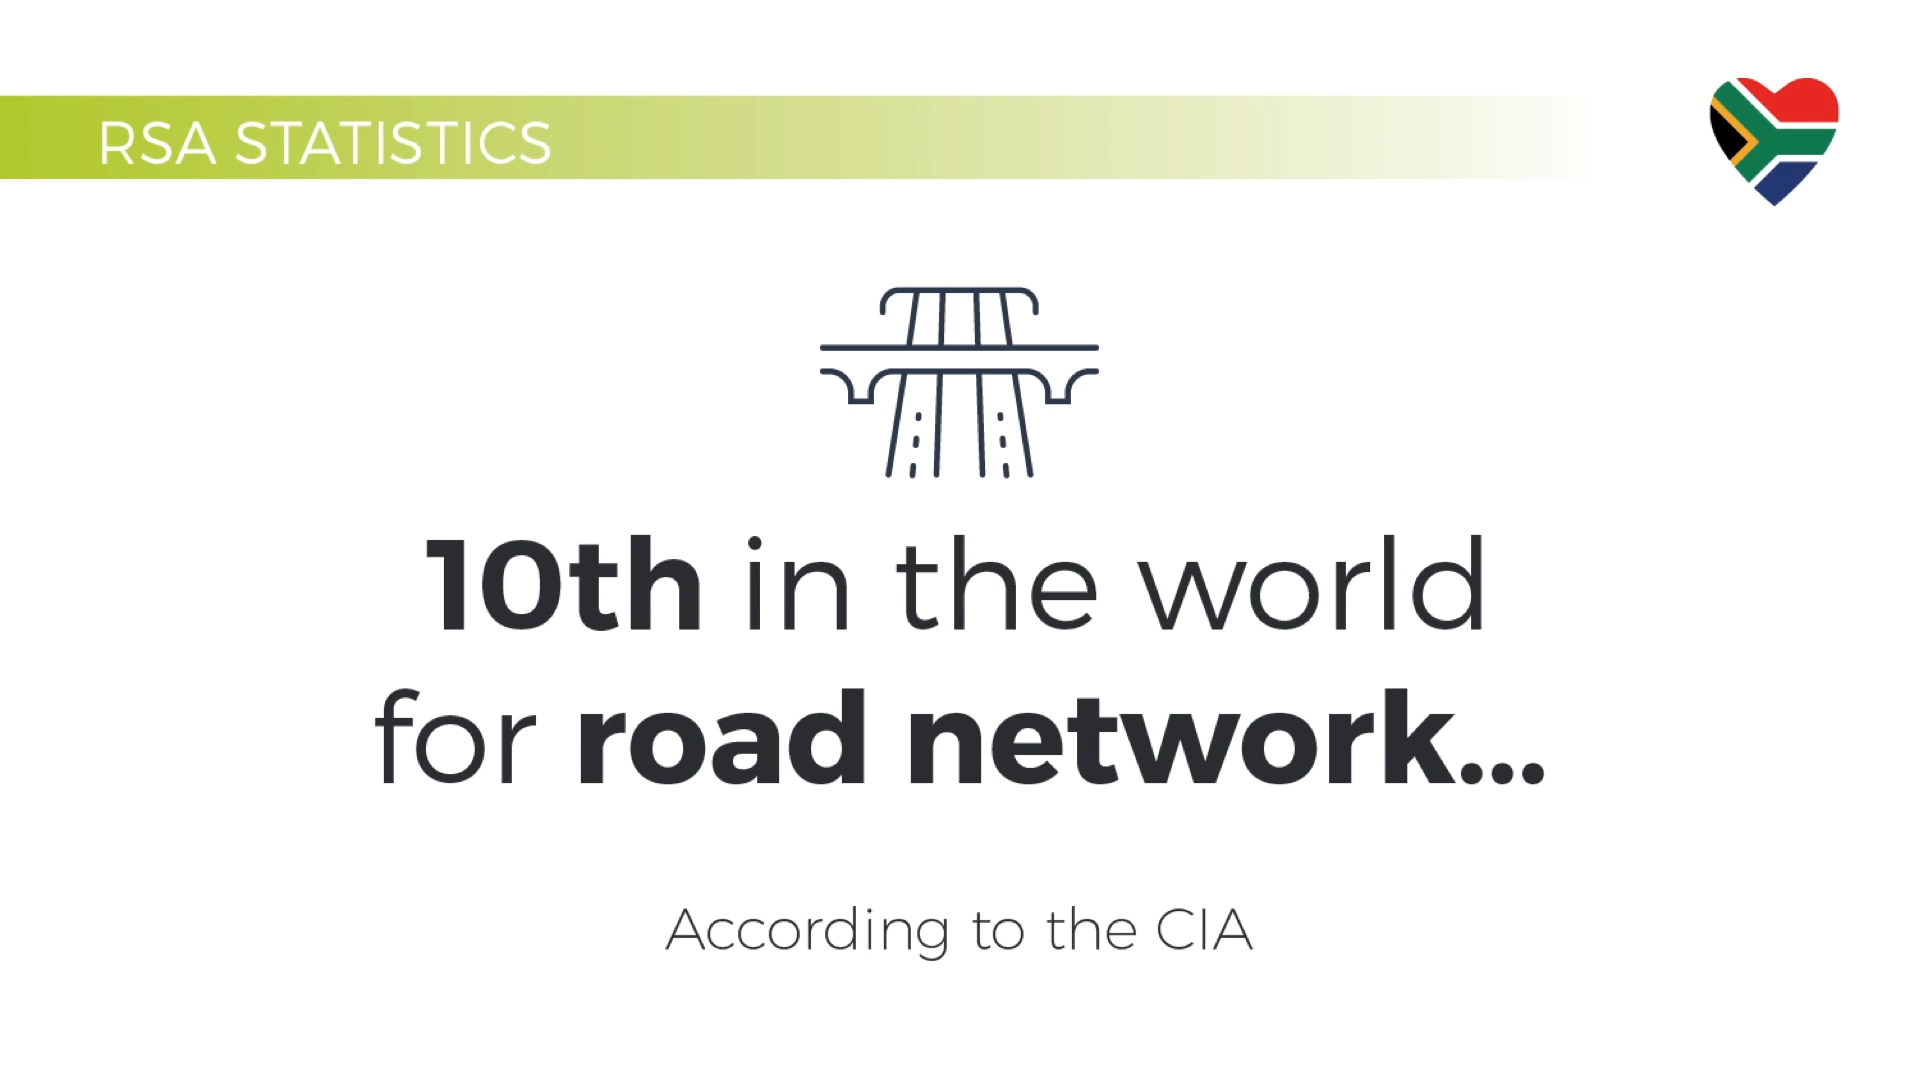 RSA STATISTICS
10th in the world
for road network...
According to the CIA